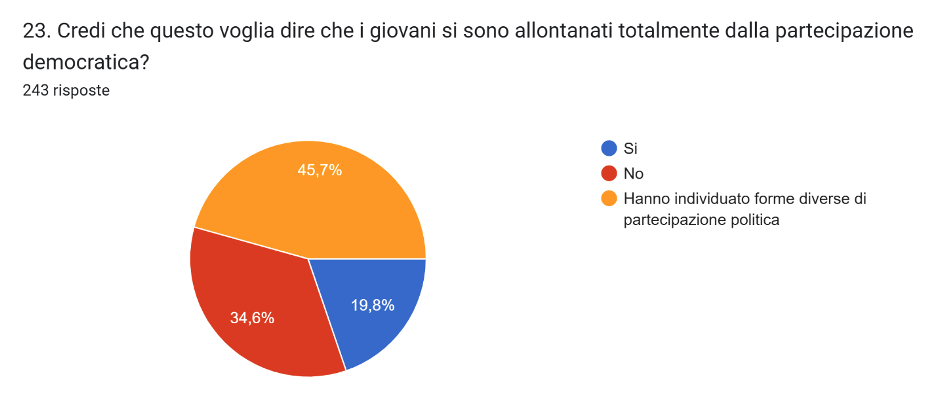 23. Credi che questo voglia dire che i giovani si sono allontanati totalmente dalla partecipazione
democratica?
243 risposte
45,7%
34,6%
19,8%
Si
No
Hanno individuato forme diverse di
partecipazione politica